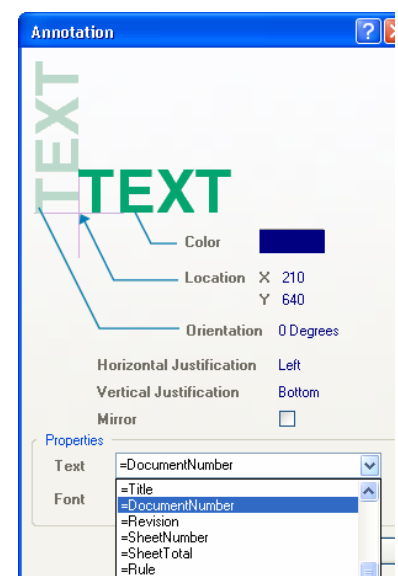 Annotation
?
TEXT
TEXT
Color
Location X 210
Y 640
Orientation 0 Degrees
Horizontal Justification Left
Vertical Justification Bottom
Mirror
Properties
Text =DocumentNumber
Font
=Title
=DocumentNumber
=Revision
=SheetNumber
=SheetTotal
=Rule